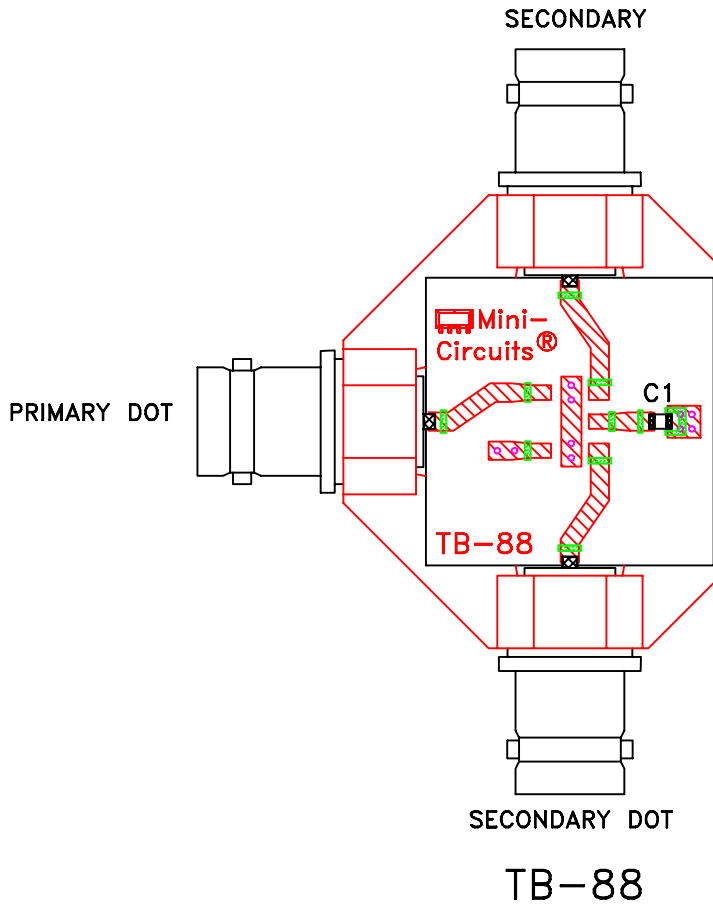 SECONDARY
Mini-
Circuits®
C1
PRIMARY DOT
TB-88
SECONDARY DOT
TB-88